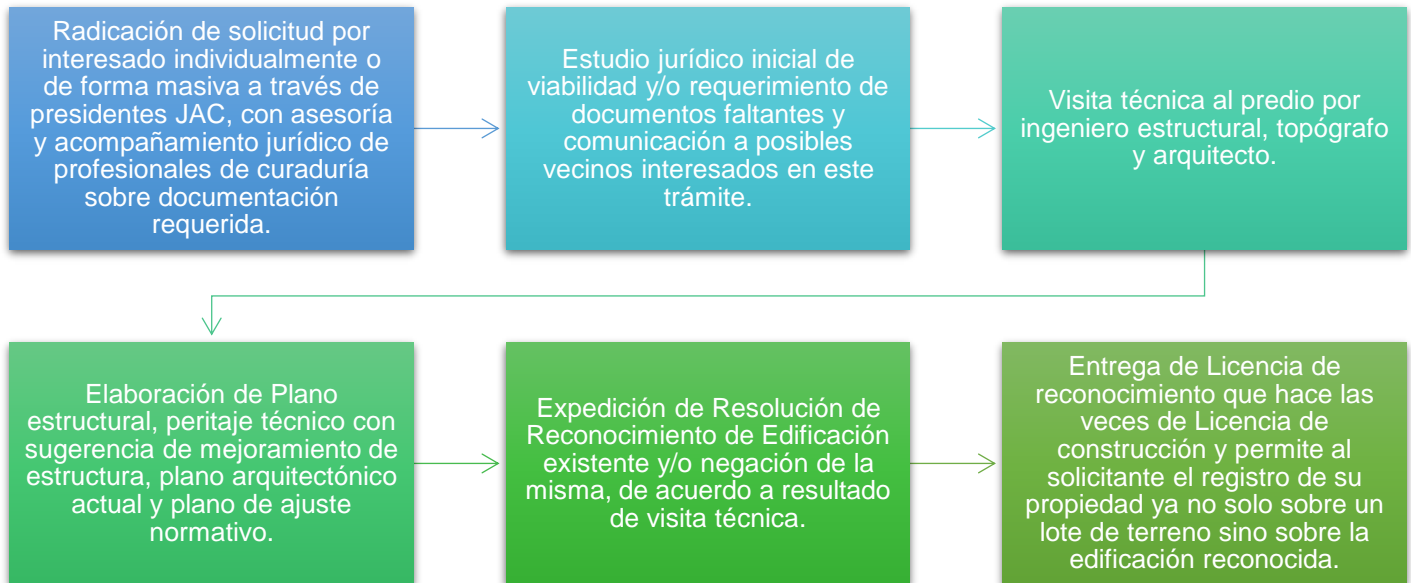 Radicación de solicitud por
interesado individualmente o
de forma masiva a través de
presidentes JAC, con asesoría
y acompañamiento jurídico de
profesionales de curaduría
sobre documentación
requerida.
Estudio jurídico inicial de
viabilidad y/o requerimiento de
documentos faltantes y
comunicación a posibles
vecinos interesados en este
trámite.
Visita técnica al predio por
ingeniero estructural, topógrafo
y arquitecto.
Elaboración de Plano
estructural, peritaje técnico con
sugerencia de mejoramiento de
estructura, plano arquitectónico
actual y plano de ajuste
normativo.
Expedición de Resolución de
Reconocimiento de Edificación
existente y/o negación de la
misma, de acuerdo a resultado
de visita técnica.
Entrega de Licencia de
reconocimiento que hace las
veces de Licencia de
construcción y permite al
solicitante el registro de su
propiedad ya no solo sobre un
lote de terreno sino sobre la
edificación reconocida.